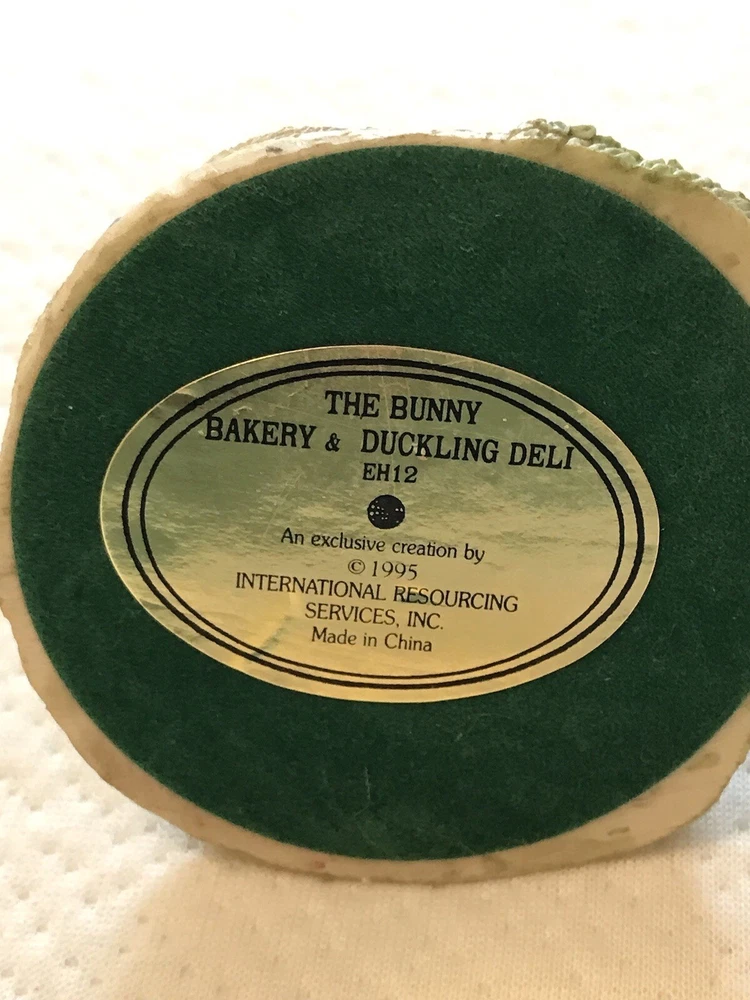 THE BUNNY
BAKERY & DUCKLING DELI
EH12
An exclusive creation by
© 1995
INTERNATIONAL RESOURCING
SERVICES, INC.
Made in China